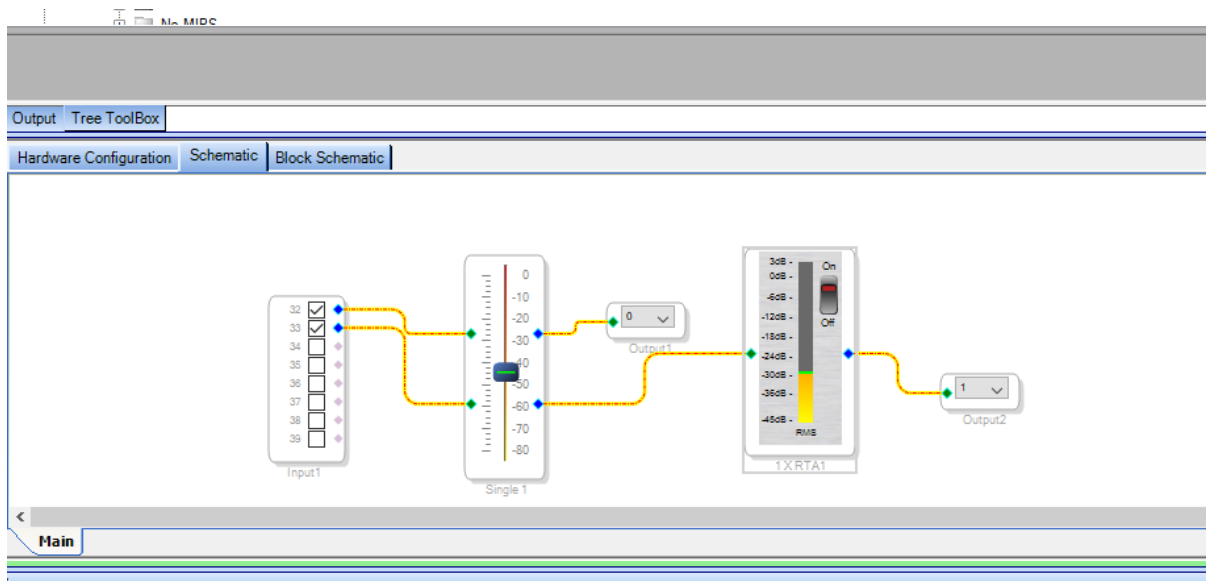 No MIPS
Output Tree ToolBox
Hardware Configuration Schematic Block Schematic
32
33
34
35
36
37
38
39
Input1
0
-10
-20
-30
-40
-50
-60
-70
-80
Single 1
0
Output1
3dB -
0dB -
-6dB -
-12dB -
-18dB -
-24dB -
-30dB -
-36dB -
-45dB -
RMS
On
Off
1 X RTA1
1
Output2
Main